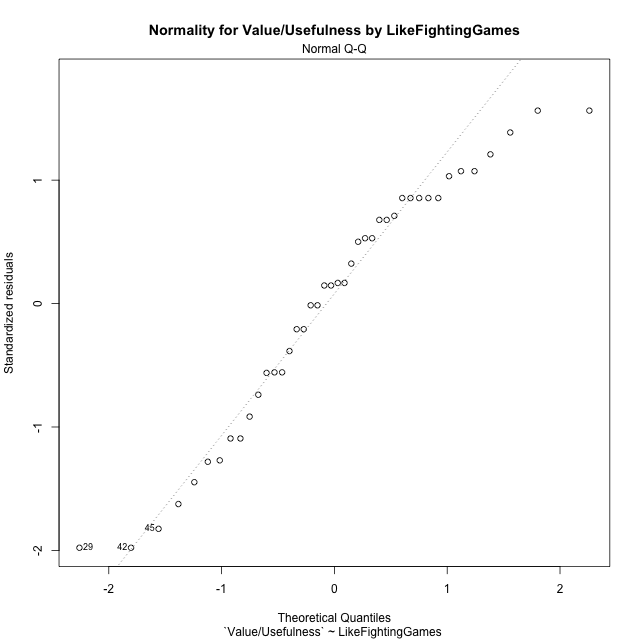 Normality for Value/Usefulness by LikeFightingGames
Normal Q-Q
Standardized residuals
1
0
-1
-2
45
42
29
-2 -1 0 1 2
Theoretical Quantiles
`Value/Usefulness` ~ LikeFightingGames